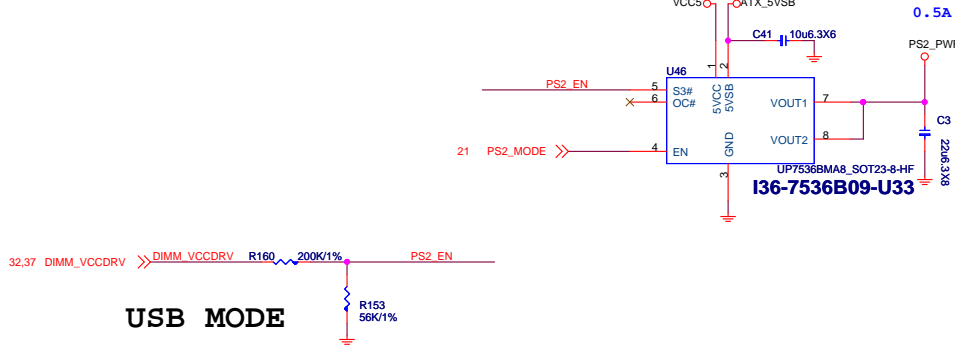 VCC5
ATX_5VSB
0.5A
C41 10u6.3X6
PS2_PW
U46
1
2
PS2_EN
5
S3#
6
OC#
5VCC
5VSB
VOUT1
7
C3
22u6.3X8
VOUT2
8
21 PS2_MODE
4
EN
GND
3
UP7536BMA8_SOT23-8-HF
I36-7536B09-U33
32,37 DIMM_VCCDRV
DIMM_VCCDRV
R160
200K/1%
PS2_EN
R153
56K/1%
USB MODE